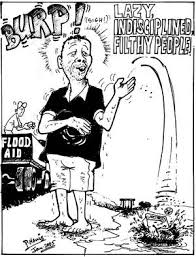 BURP!
(SIGH!)
LAZY,
INDISCIPLINED,
FILTHY PEOPLE!
FLOOD
AID